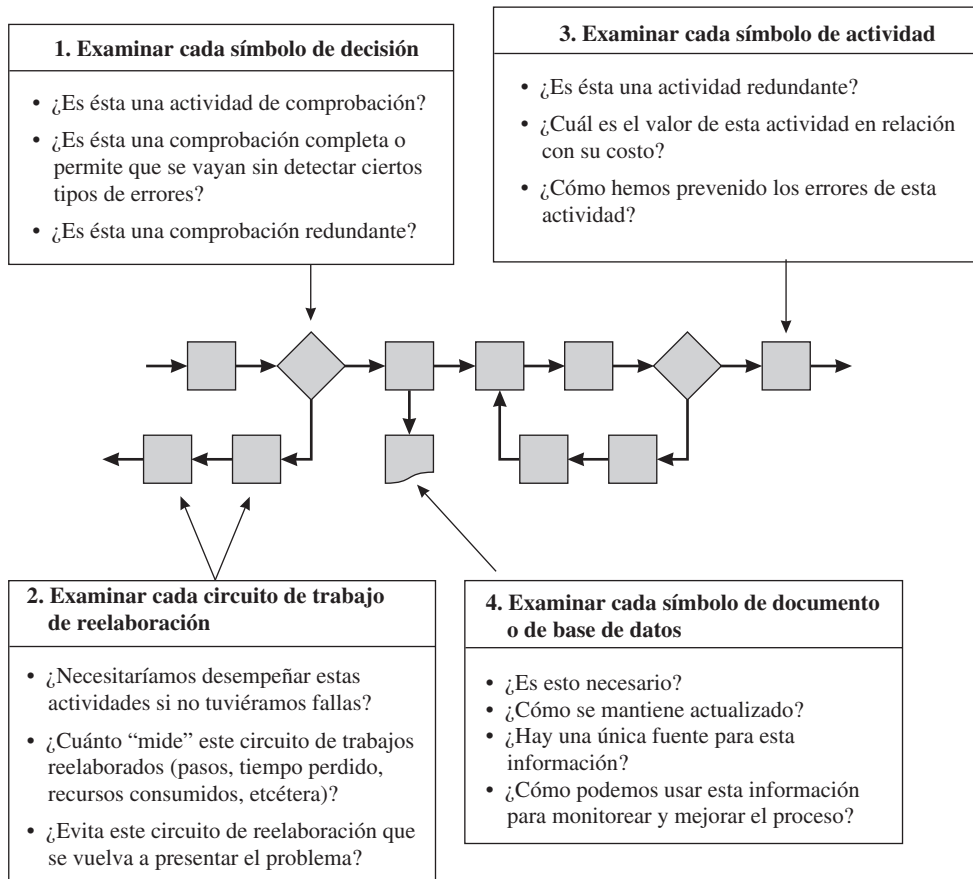 1. Examinar cada símbolo de decisión
• ¿Es ésta una actividad de comprobación?
• ¿Es ésta una comprobación completa o
permite que se vayan sin detectar ciertos
tipos de errores?
• ¿Es ésta una comprobación redundante?
3. Examinar cada símbolo de actividad
• ¿Es ésta una actividad redundante?
• ¿Cuál es el valor de esta actividad en relación
con su costo?
• ¿Cómo hemos prevenido los errores de esta
actividad?
2. Examinar cada circuito de trabajo
de reelaboración
• ¿Necesitaríamos desempeñar estas
actividades si no tuviéramos fallas?
• ¿Cuánto “mide” este circuito de trabajos
reelaborados (pasos, tiempo perdido,
recursos consumidos, etcétera)?
• ¿Evita este circuito de reelaboración que
se vuelva a presentar el problema?
4. Examinar cada símbolo de documento
o de base de datos
• ¿Es esto necesario?
• ¿Cómo se mantiene actualizado?
• ¿Hay una única fuente para esta
información?
• ¿Cómo podemos usar esta información
para monitorear y mejorar el proceso?